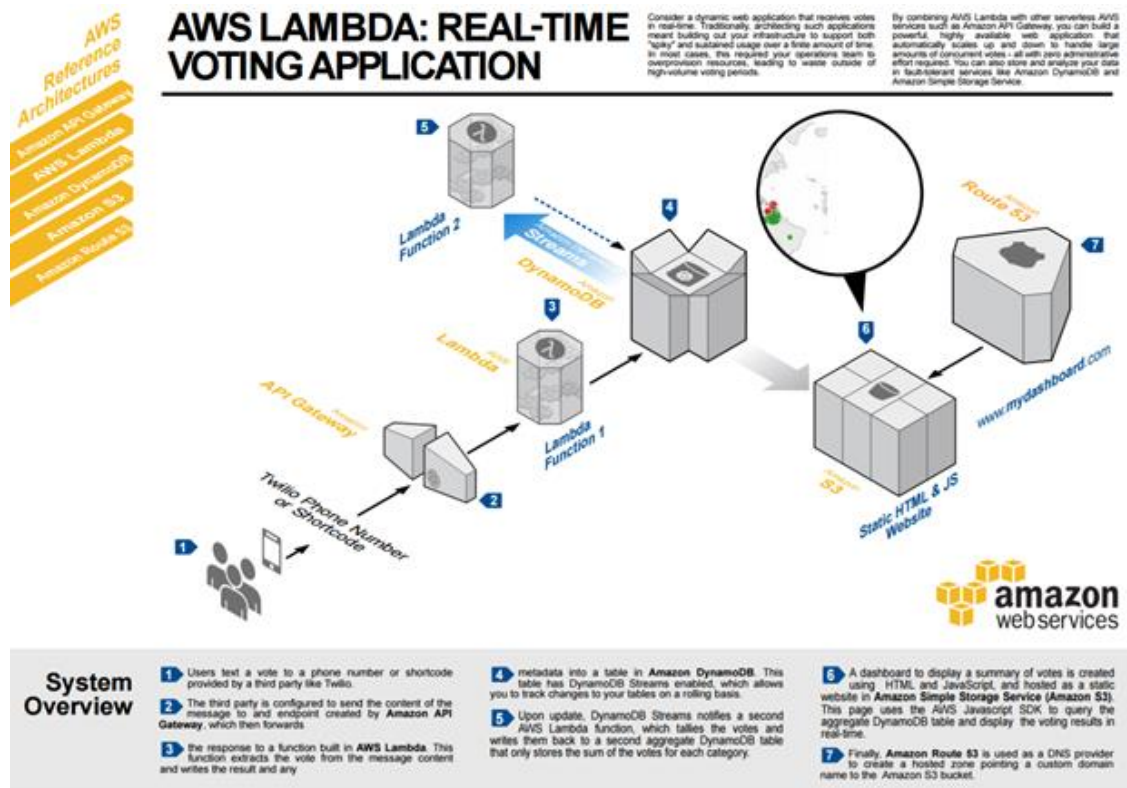 AWS
Reference
Architectures
Amazon API Gateway
AWS Lambda
Amazon DynamoDB
Amazon S3
Amazon Route 53
AWS LAMBDA: REAL-TIME
VOTING APPLICATION
Consider a dynamic web application that receives votes
in real-time. Traditionally, architecting such applications
meant building out your infrastructure to support both
"spiky" and sustained usage over a finite amount of time.
In most cases, this required your operations team to
overprovision resources, leading to waste outside of
high-volume voting periods.
By combining AWS Lambda with other serverless AWS
services such as Amazon API Gateway, you can build a
powerful, highly available web application that
automatically scales up and down to handle large
amounts of concurrent votes - all with zero administrative
effort required. You can also store and analyze your data
in fault-tolerant services like Amazon DynamoDB and
Amazon Simple Storage Service.
5
Lambda
Function 2
Amazon DynamoDB
Streams
Amazon
DynamoDB
4
Amazon
Route 53
7
www.mydashboard.com
3
AWS
Lambda
Lambda
Function 1
6
Amazon
S3
Static HTML & JS
Website
Amazon
API Gateway
2
Twilio Phone Number
or Shortcode
1
amazon
web services
System
Overview
1 Users text a vote to a phone number or shortcode
provided by a third party like Twilio.
2 The third party is configured to send the content of the
message to and endpoint created by Amazon API
Gateway, which then forwards
3 the response to a function built in AWS Lambda. This
function extracts the vote from the message content
and writes the result and any
4 metadata into a table in Amazon DynamoDB. This
table has DynamoDB Streams enabled, which allows
you to track changes to your tables on a rolling basis.
5 Upon update, DynamoDB Streams notifies a second
AWS Lambda function, which tallies the votes and
writes them back to a second aggregate DynamoDB table
that only stores the sum of the votes for each category.
6 A dashboard to display a summary of votes is created
using HTML and JavaScript, and hosted as a static
website in Amazon Simple Storage Service (Amazon S3).
This page uses the AWS Javascript SDK to query the
aggregate DynamoDB table and display the voting results in
real-time.
7 Finally, Amazon Route 53 is used as a DNS provider
to create a hosted zone pointing a custom domain
name to the Amazon S3 bucket.